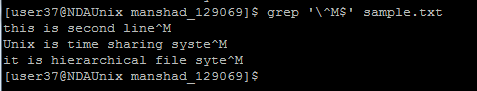 [user37@NDAUnix manshad_129069]$ grep '\^M$' sample.txt
this is second line^M
Unix is time sharing syste^M
it is hierarchical file syte^M
[user37@NDAUnix manshad_129069]$